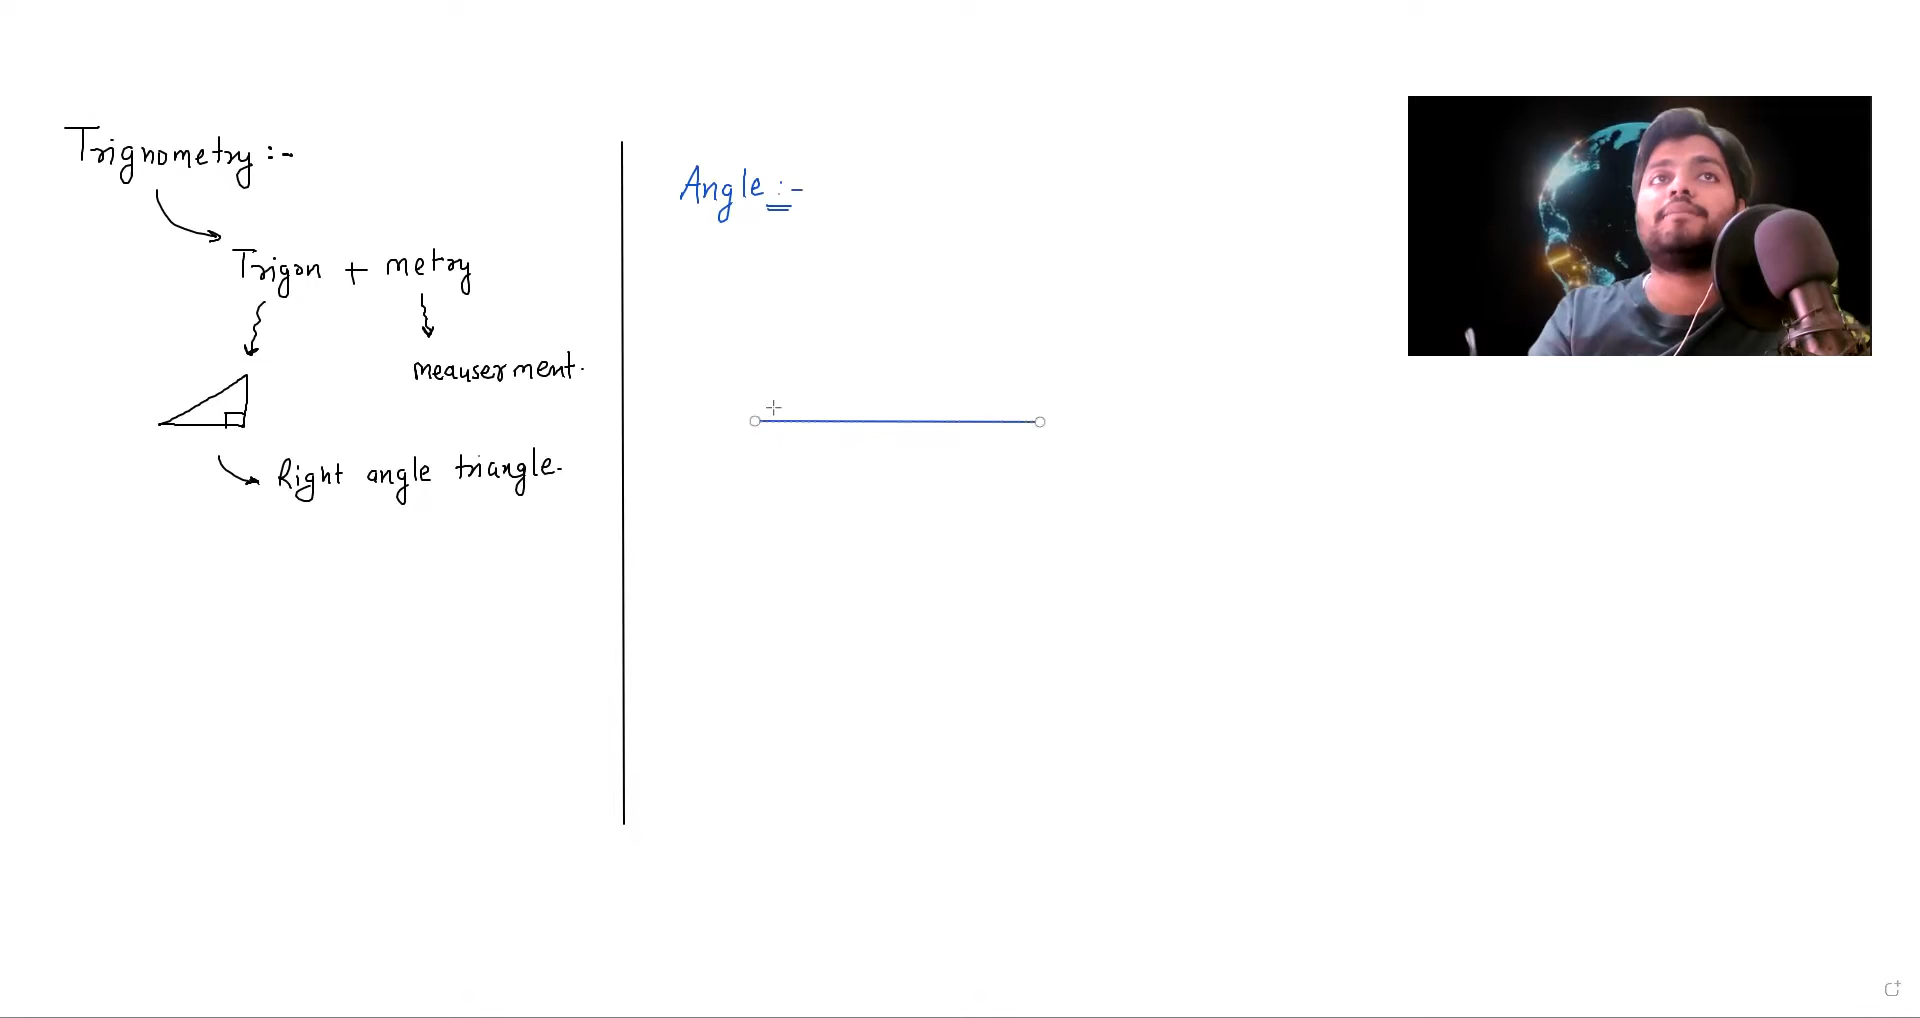 Trignometry :-
Trigon + metry
meauserment.
Right angle triangle.
Angle :-